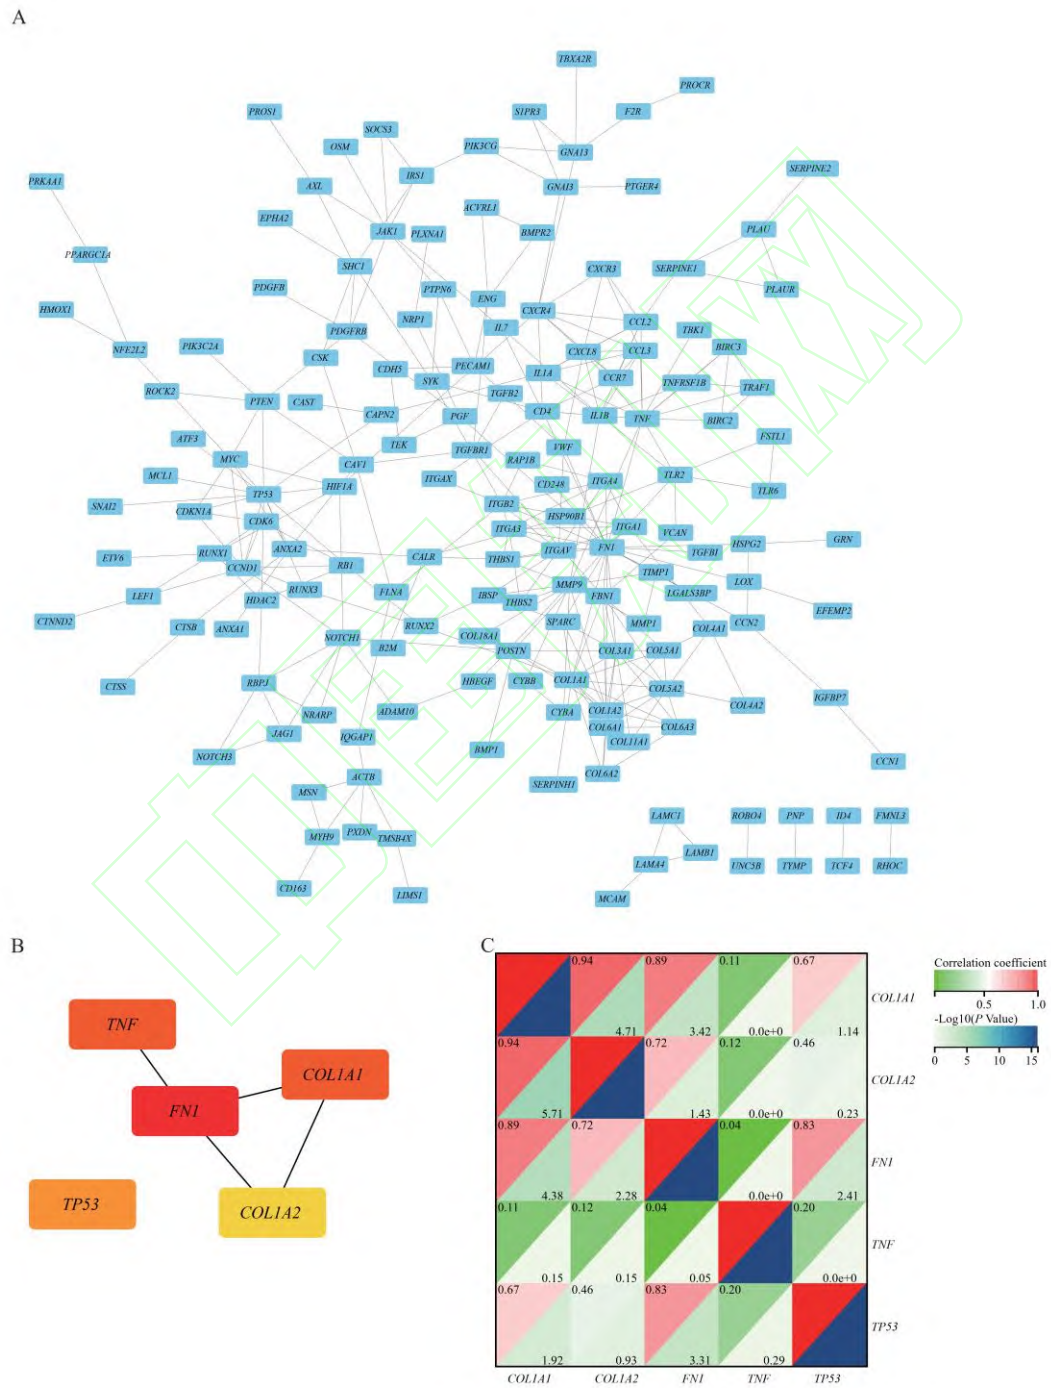 A
TBXA2R
PROCR
PROS1
S1PR3
F2R
SOCS3
OSM
PIK3CG
GNA13
SERPINE2
PRKAA1
AXL
IRS1
GNAI3
PTGER4
EPHA2
ACVRL1
JAK1
PLXNA1
BMPR2
PLAU
PPARGC1A
SHC1
CXCR3
SERPINE1
PDGFB
PTPN6
ENG
PLAUR
HMOX1
NRP1
IL7
CXCR4
CCL2
TBK1
PDGFRB
NFE2L2
PIK3C2A
CSK
CXCL8
CCL3
BIRC3
CDH5
PECAM1
IL1A
CCR7
SYK
TNFRSF1B
TRAF1
ROCK2
PTEN
CAST
CAPN2
TGFB2
PGF
CD4
IL1B
TNF
BIRC2
ATF3
TEK
FSTL1
MYC
TGFBR1
VWF
CAV1
RAP1B
MCL1
ITGAX
CD248
ITGA4
TLR2
HIF1A
TP53
TLR6
SNAI2
CDKN1A
ITGB2
CDK6
HSP90B1
ITGA3
ITGA1
VCAN
ETV6
RUNX1
ANXA2
CALR
THBS1
ITGAV
FN1
TGFBI
HSPG2
GRN
CCND1
RB1
TIMP1
LEF1
HDAC2
RUNX3
FLNA
IBSP
MMP9
FBN1
LGALS3BP
LOX
THBS2
EFEMP2
CTNND2
CTSB
ANXA1
RUNX2
SPARC
MMP1
COL4A1
CCN2
NOTCH1
B2M
COL18A1
POSTN
COL3A1
COL5A1
CTSS
RBPJ
HBEGF
CYBB
COL1A1
COL5A2
NRARP
ADAM10
CYBA
COL1A2
COL4A2
IGFBP7
JAG1
IQGAP1
COL6A1
COL6A3
NOTCH3
BMP1
COL11A1
CCN1
ACTB
SERPINH1
COL6A2
MSN
MYH9
PXDN
TMSB4X
LAMC1
ROBO4
PNP
ID4
FMNL3
LAMA4
LAMB1
UNC5B
TYMP
TCF4
RHOC
CD163
LIMS1
MCAM
B
TNF
COL1A1
FN1
TP53
COL1A2
C
0.94 0.89 0.11 0.67
COL1A1
4.71 3.42 0.0e+0 1.14
0.94 0.72 0.12 0.46
COL1A2
5.71 1.43 0.0e+0 0.23
0.89 0.72 0.04 0.83
FN1
4.38 2.28 0.0e+0 2.41
0.11 0.12 0.04 0.20
TNF
0.15 0.15 0.05 0.0e+0
0.67 0.46 0.83 0.20
TP53
1.92 0.93 3.31 0.29
COL1A1 COL1A2 FN1 TNF TP53
Correlation coefficient
0.5 1.0
-Log10(P Value)
0 5 10 15